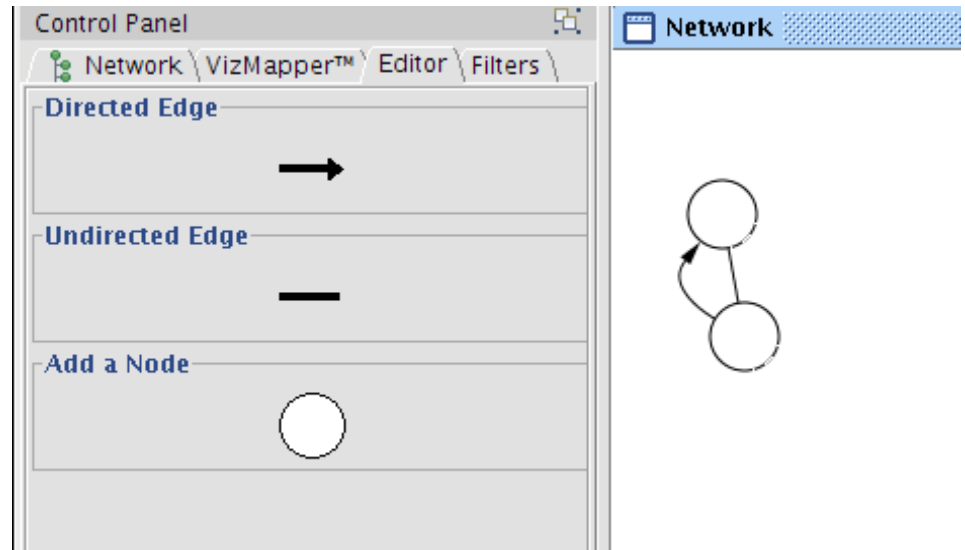 Control Panel
Network VizMapper™ Editor Filters
Directed Edge
Undirected Edge
Add a Node
Network